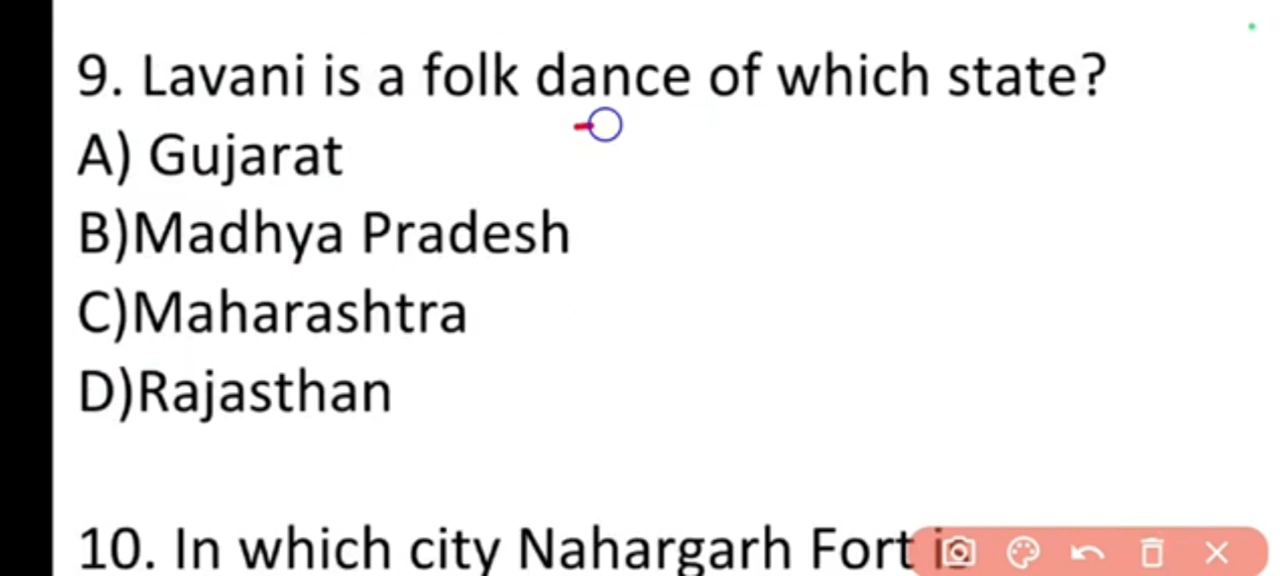 9. Lavani is a folk dance of which state?
A) Gujarat
B)Madhya Pradesh
C)Maharashtra
D)Rajasthan
10. In which city Nahargarh Fort is